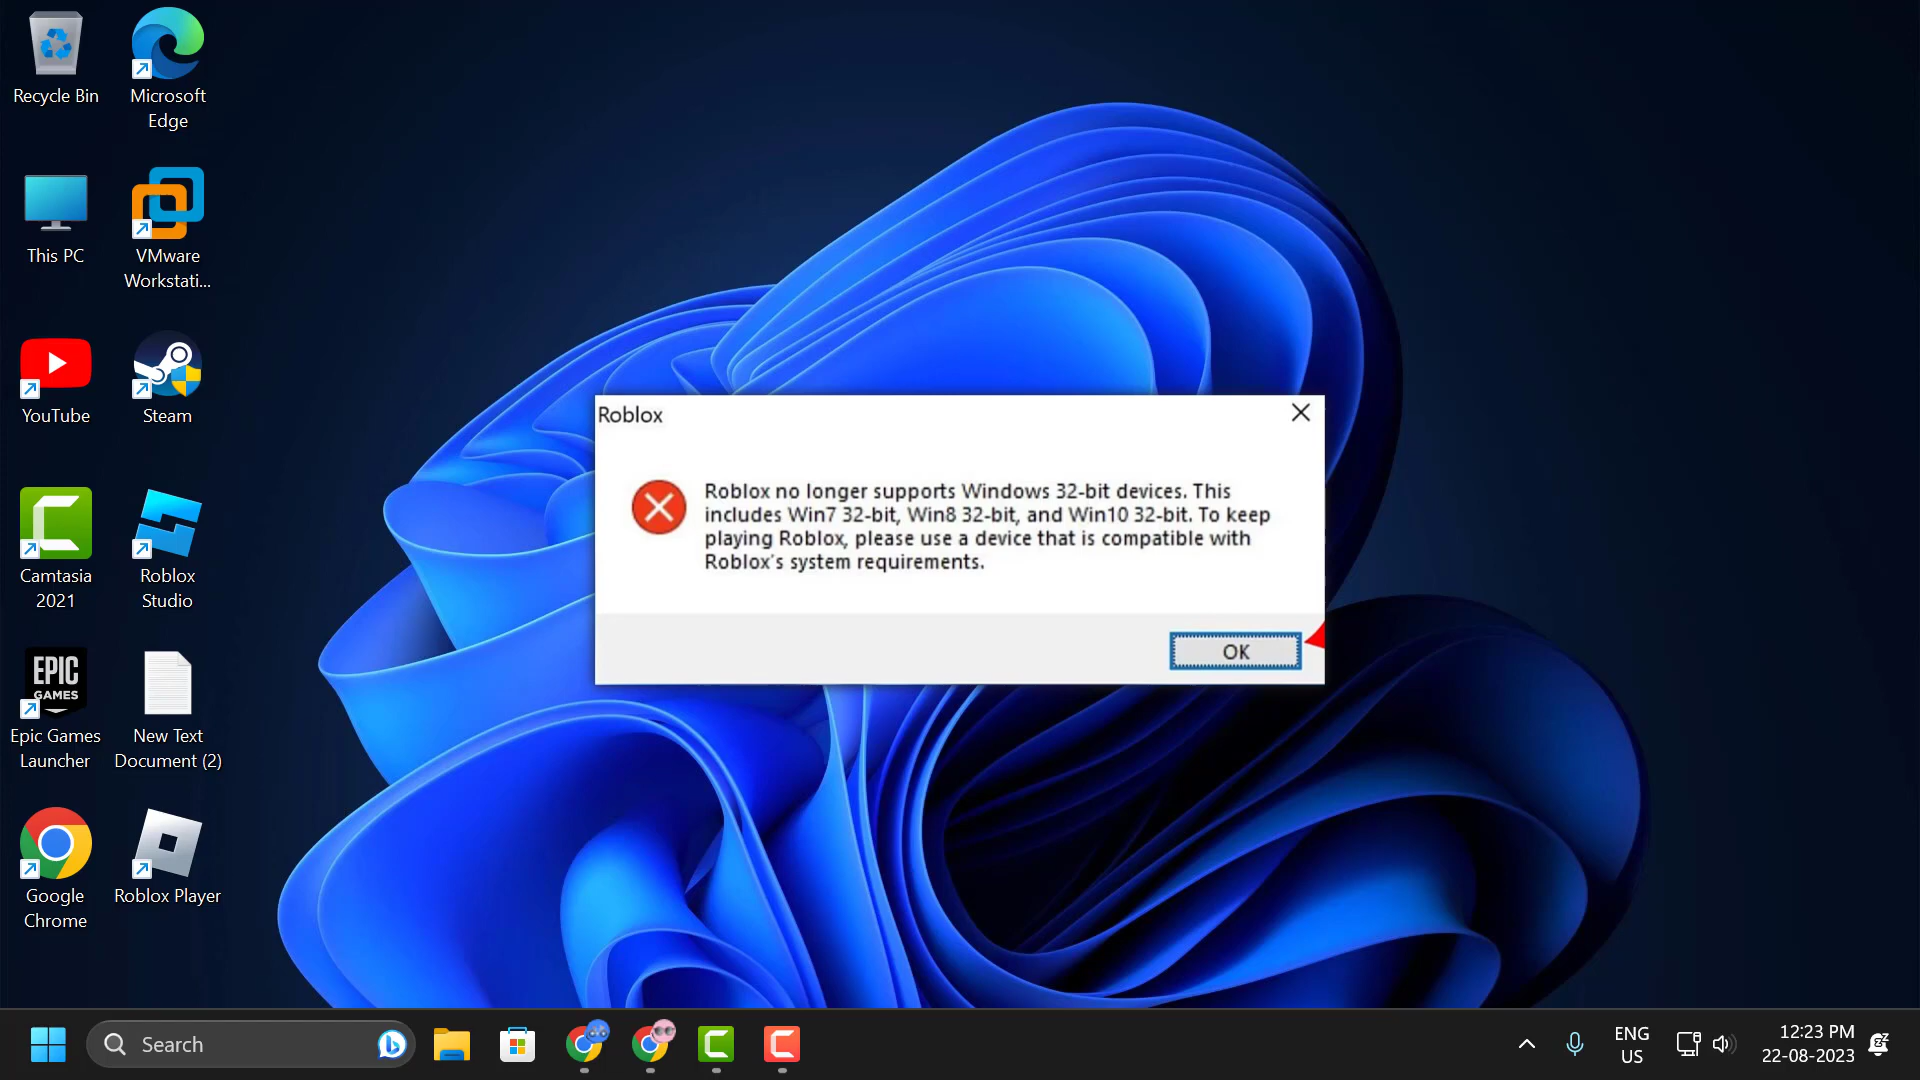 Recycle Bin
Microsoft
Edge
This PC
VMware
Workstati...
YouTube
Steam
Camtasia
2021
Roblox
Studio
EPIC
GAMES
Epic Games
Launcher
New Text
Document (2)
Google
Chrome
Roblox Player
Roblox
Roblox no longer supports Windows 32-bit devices. This
includes Win7 32-bit, Win8 32-bit, and Win10 32-bit. To keep
playing Roblox, please use a device that is compatible with
Roblox's system requirements.
OK
Search
ENG
US
12:23 PM
22-08-2023